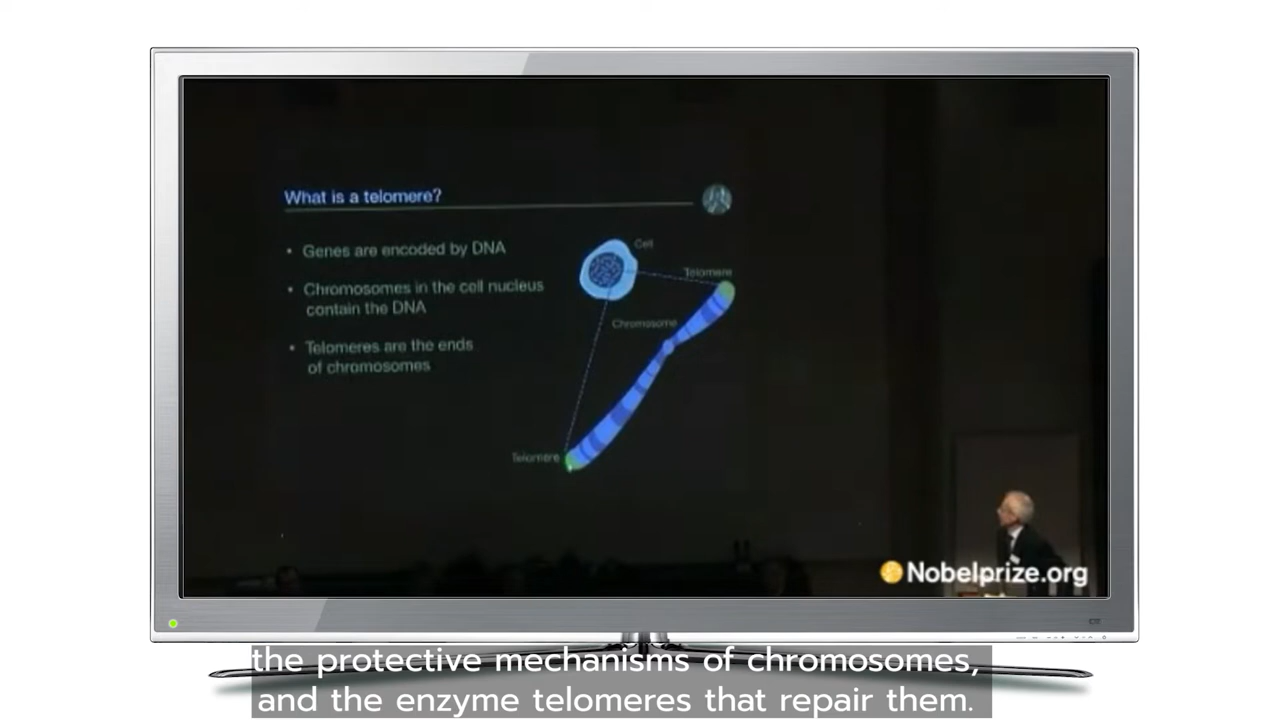 What is a telomere?
• Genes are encoded by DNA
• Chromosomes in the cell nucleus
contain the DNA
• Telomeres are the ends
of chromosomes
Cell
Telomere
Chromosome
Telomere
Nobelprize.org
the protective mechanisms of chromosomes,
and the enzyme telomeres that repair them.